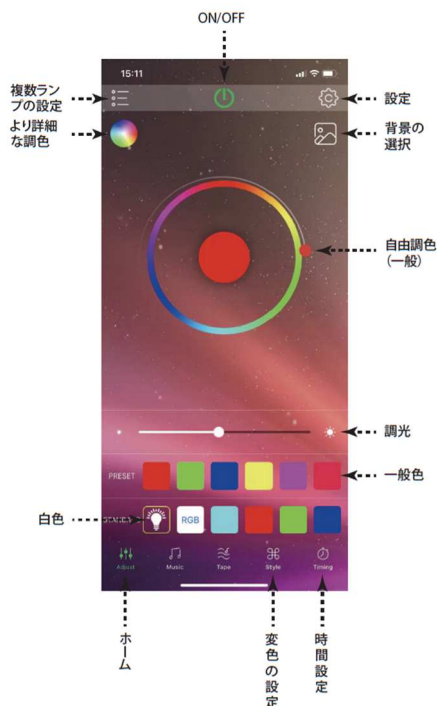 ON/OFF
15:11
複数ラン
プの設定
設定
より詳細
な調色
背景の
選択
自由調色
(一般)
調光
PRESET
一般色
白色
RGB
Adjust
Music
Tape
Style
Timing
ホーム
変色の設定
時間設定